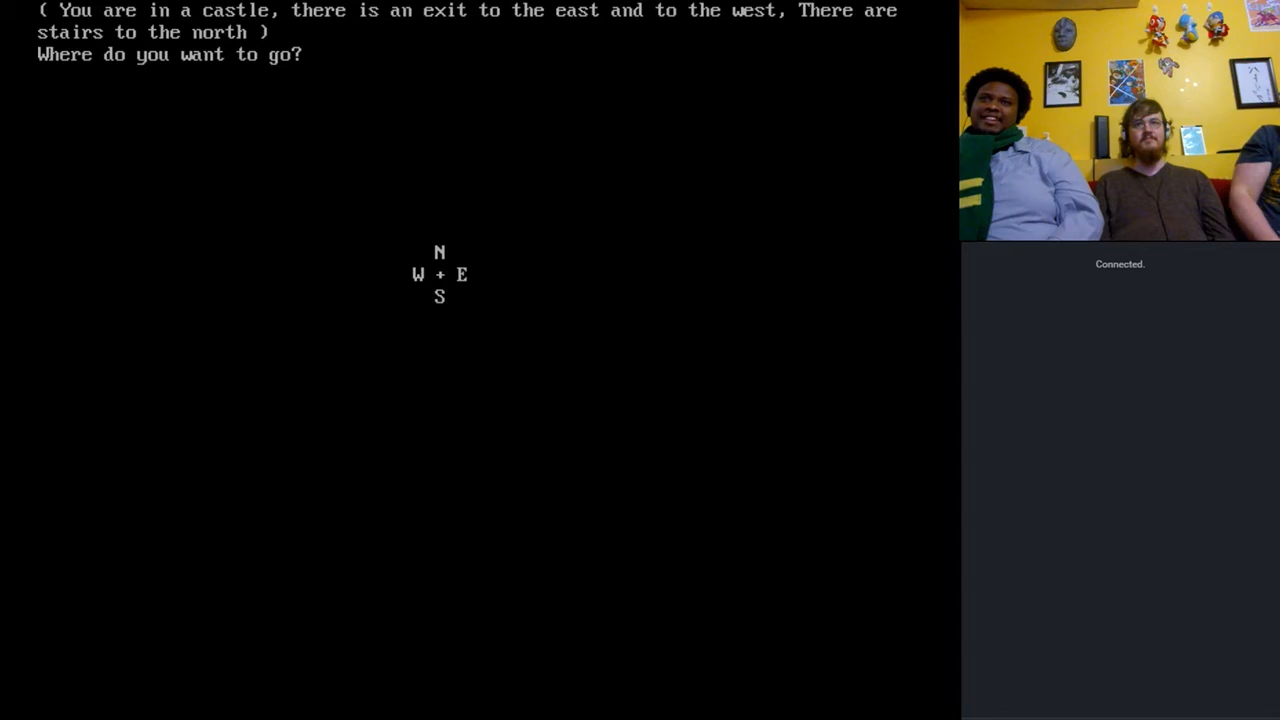 ( You are in a castle, there is an exit to the east and to the west, There are
stairs to the north )
Where do you want to go?
N
W + E
S
Connected.